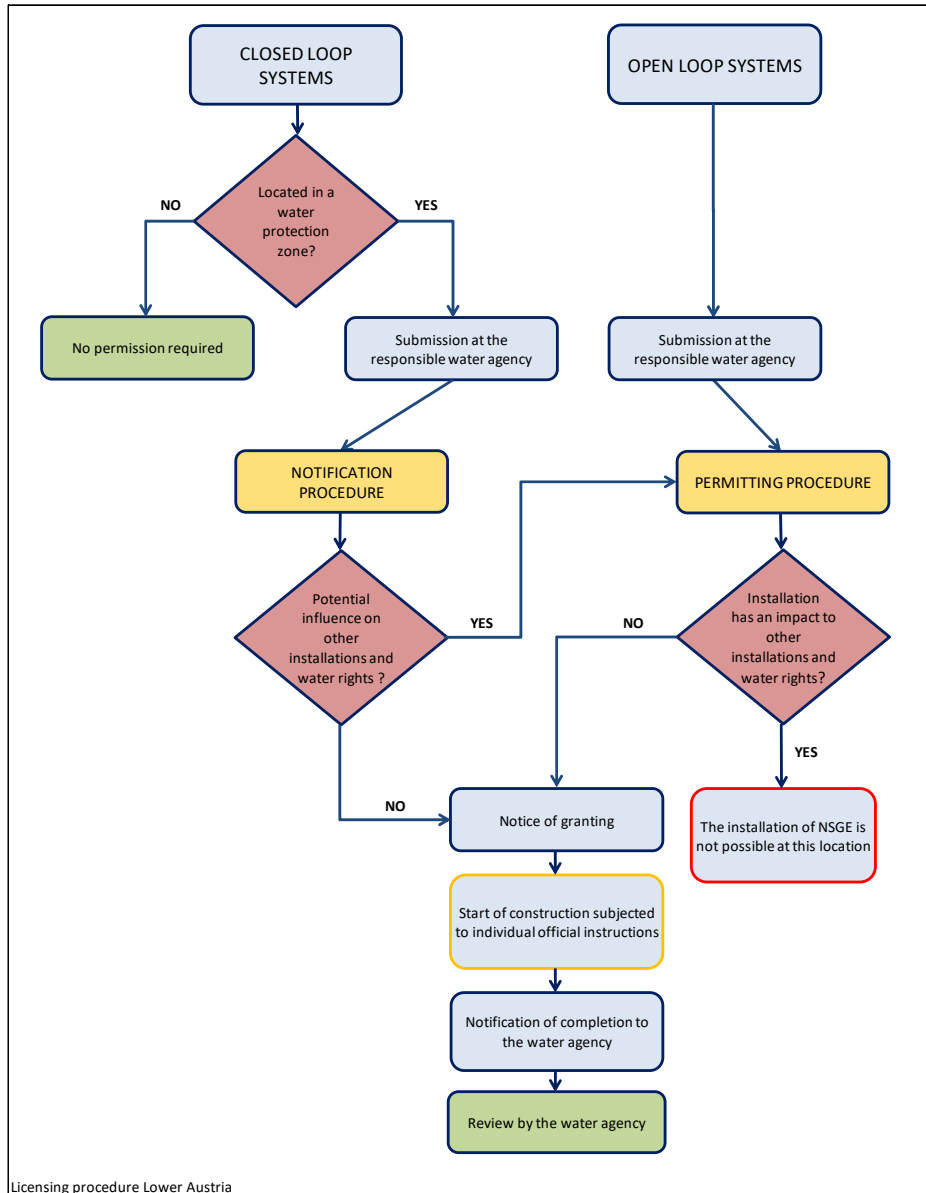 CLOSED LOOP
SYSTEMS
OPEN LOOP SYSTEMS
Located in a
water
protection
zone?
NO
YES
No permission required
Submission at the
responsible water agency
Submission at the
responsible water agency
NOTIFICATION
PROCEDURE
PERMITTING PROCEDURE
Potential
influence on
other
installations and
water rights ?
YES
Installation
has an impact to
other
installations and
water rights?
NO
YES
NO
Notice of granting
The installation of NSGE is
not possible at this location
Start of construction subjected
to individual official instructions
Notification of completion to
the water agency
Review by the water agency
Licensing procedure Lower Austria